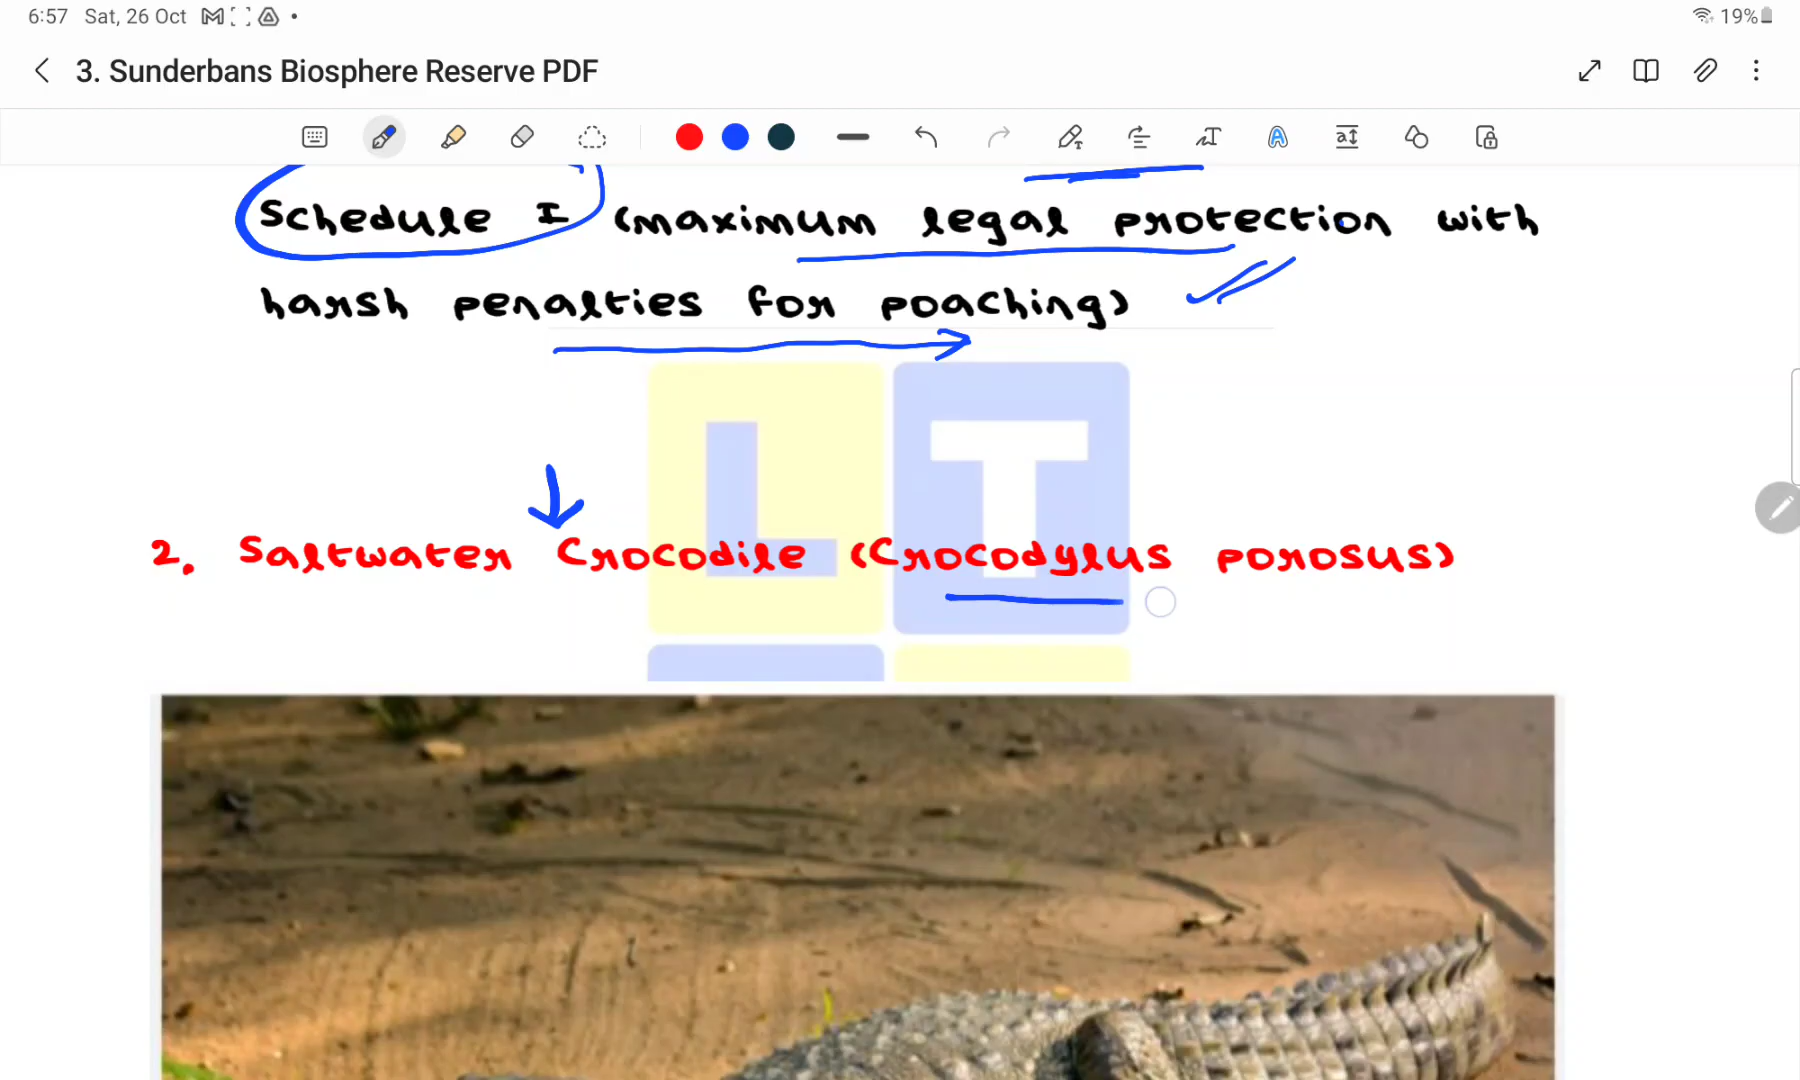 6:57 Sat, 26 Oct 19%
3. Sunderbans Biosphere Reserve PDF
Schedule I (maximum legal protection with
harsh penalties for poaching)
LT
2. Saltwater Crocodile (Crocodylus porosus)